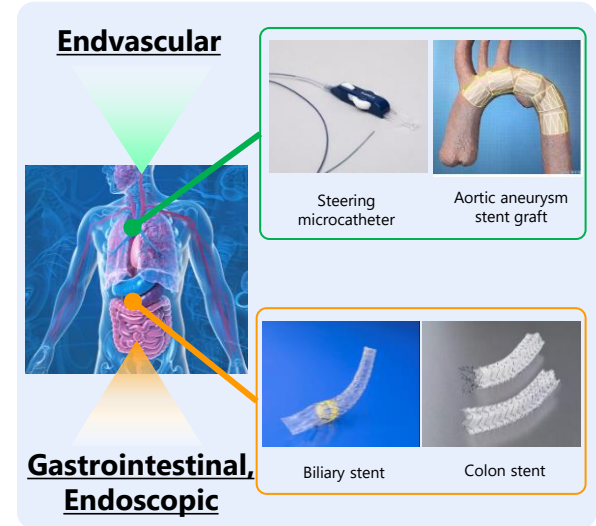 Endvascular
Steering
microcatheter
Aortic aneurysm
stent graft
Gastrointestinal,
Endoscopic
Biliary stent
Colon stent